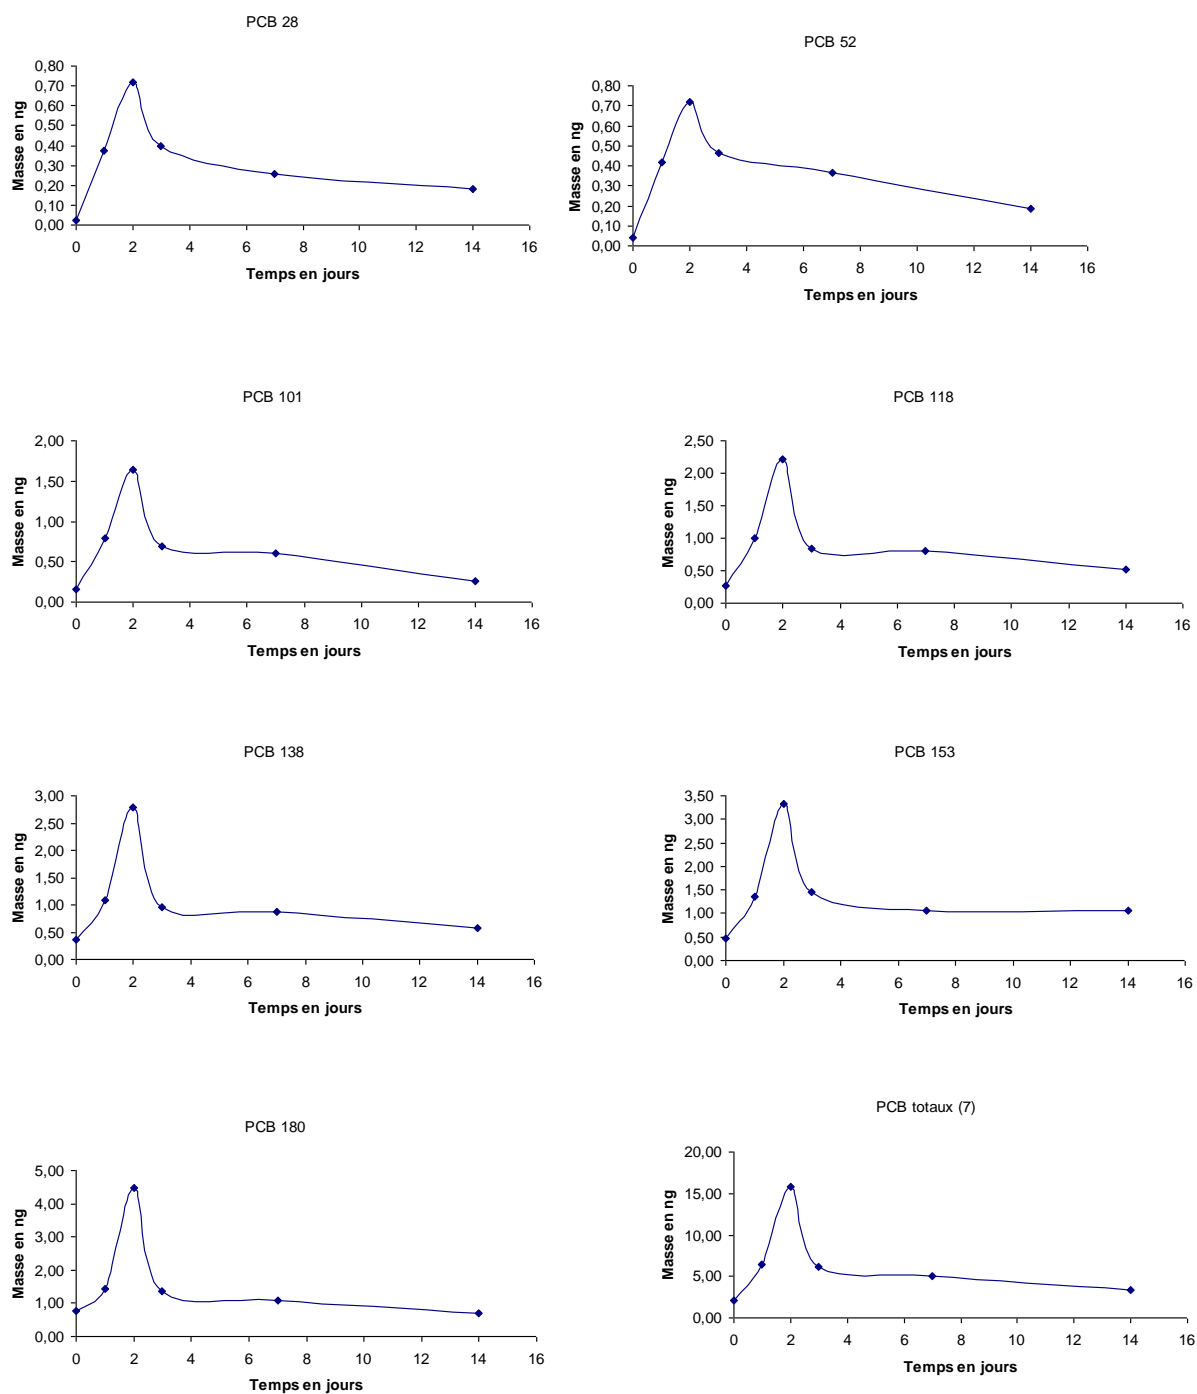 PCB 28
0,80
0,70
0,60
0,50
0,40
0,30
0,20
0,10
0,00
Masse en ng
0 2 4 6 8 10 12 14 16
Temps en jours
PCB 52
0,80
0,70
0,60
0,50
0,40
0,30
0,20
0,10
0,00
Masse en ng
0 2 4 6 8 10 12 14 16
Temps en jours
PCB 101
2,00
1,50
1,00
0,50
0,00
Masse en ng
0 2 4 6 8 10 12 14 16
Temps en jours
PCB 118
2,50
2,00
1,50
1,00
0,50
0,00
Masse en ng
0 2 4 6 8 10 12 14 16
Temps en jours
PCB 138
3,00
2,50
2,00
1,50
1,00
0,50
0,00
Masse en ng
0 2 4 6 8 10 12 14 16
Temps en jours
PCB 153
3,50
3,00
2,50
2,00
1,50
1,00
0,50
0,00
Masse en ng
0 2 4 6 8 10 12 14 16
Temps en jours
PCB 180
5,00
4,00
3,00
2,00
1,00
0,00
Masse en ng
0 2 4 6 8 10 12 14 16
Temps en jours
PCB totaux (7)
20,00
15,00
10,00
5,00
0,00
Masse en ng
0 2 4 6 8 10 12 14 16
Temps en jours